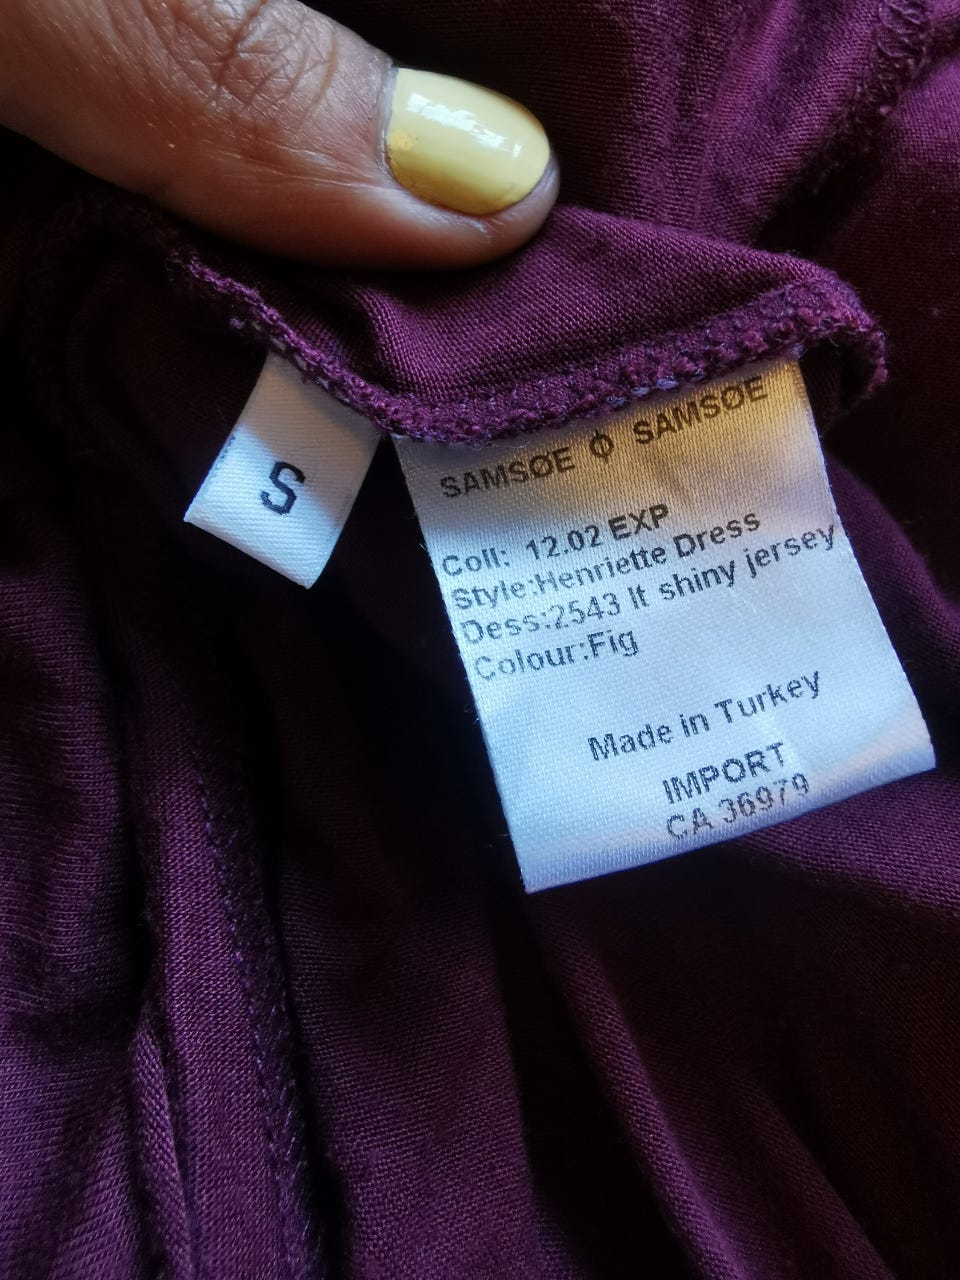 S
SAMSØE ϕ SAMSØE
Coll: 12.02 EXP
Style:Henriette Dress
Dess:2543 lt shiny jersey
Colour:Fig
Made in Turkey
IMPORT
CA 36979